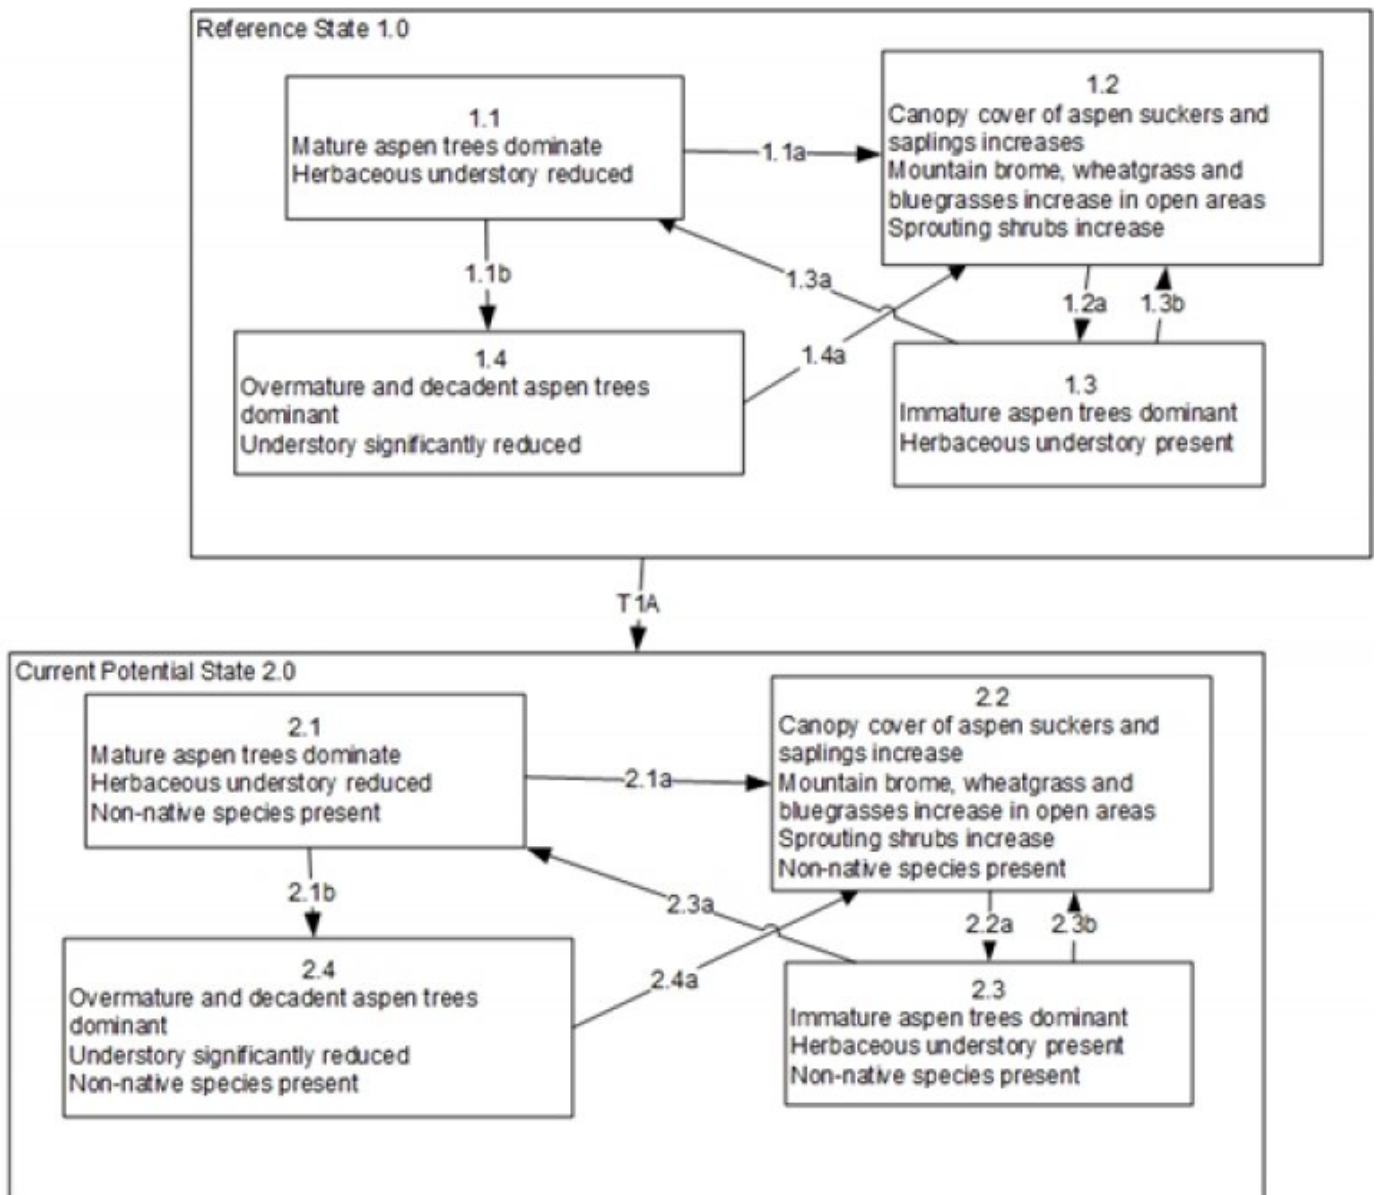 Reference State 1.0
1.1
Mature aspen trees dominate
Herbaceous understory reduced
1.1a
1.2
Canopy cover of aspen suckers and
saplings increases
Mountain brome, wheatgrass and
bluegrasses increase in open areas
Sprouting shrubs increase
1.1b
1.3a
1.2a
1.3b
1.4a
1.4
Overmature and decadent aspen trees
dominant
Understory significantly reduced
1.3
Immature aspen trees dominant
Herbaceous understory present
T1A
Current Potential State 2.0
2.1
Mature aspen trees dominate
Herbaceous understory reduced
Non-native species present
2.1a
2.2
Canopy cover of aspen suckers and
saplings increase
Mountain brome, wheatgrass and
bluegrasses increase in open areas
Sprouting shrubs increase
Non-native species present
2.1b
2.3a
2.2a
2.3b
2.4a
2.4
Overmature and decadent aspen trees
dominant
Understory significantly reduced
Non-native species present
2.3
Immature aspen trees dominant
Herbaceous understory present
Non-native species present